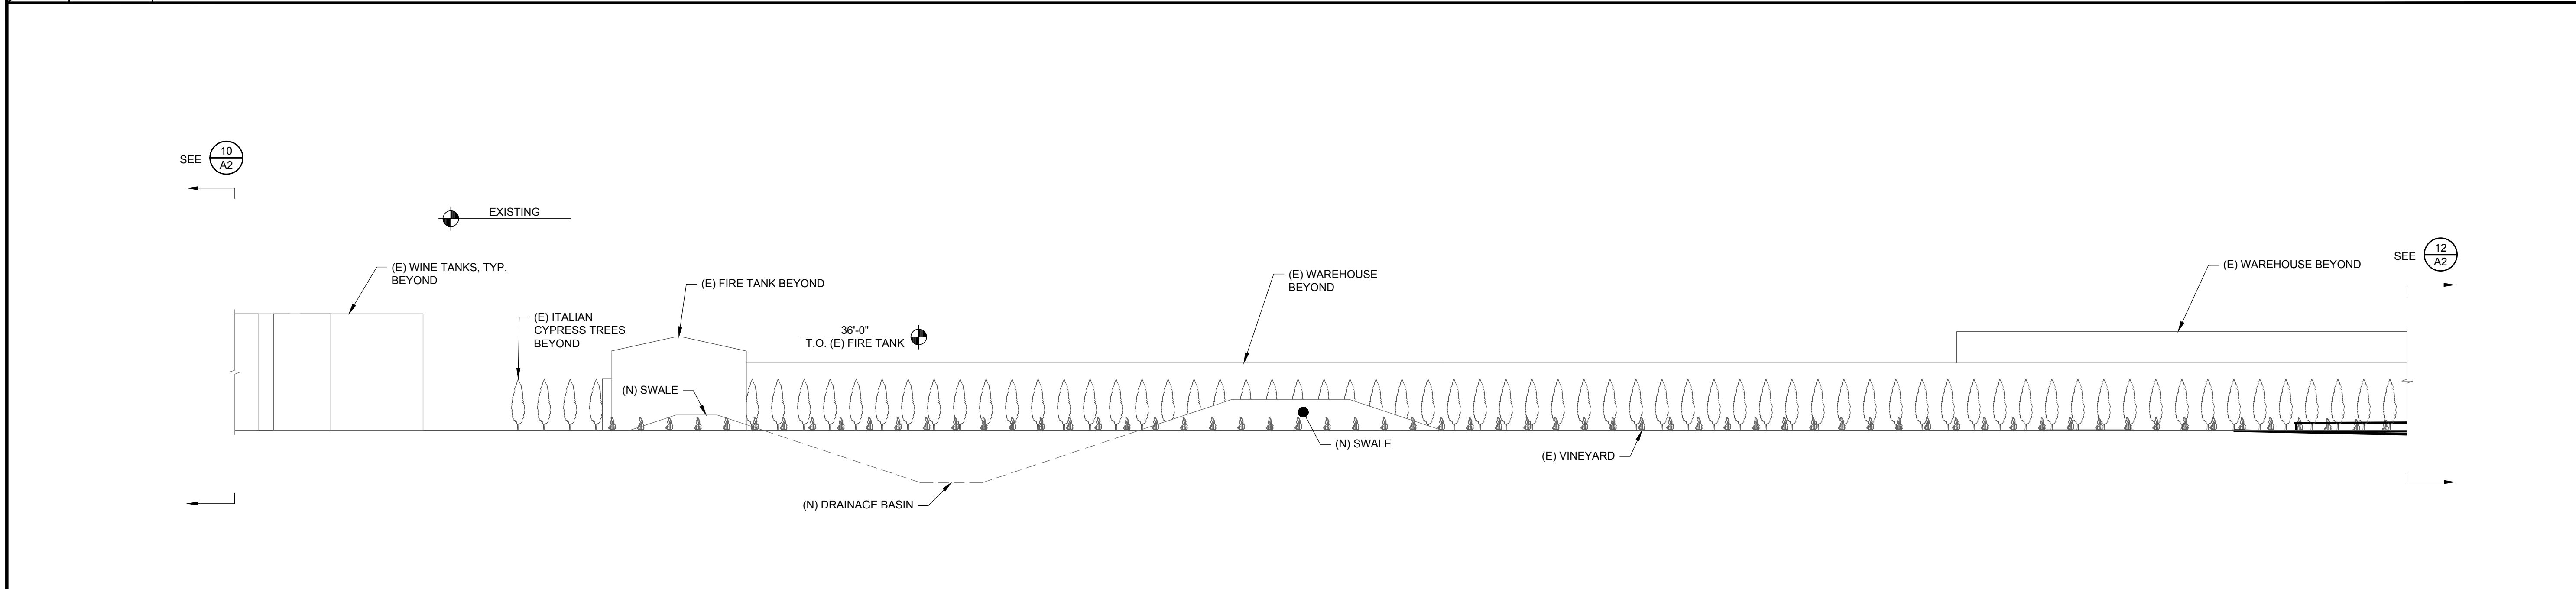 SEE
10
A2
EXISTING
(E) WINE TANKS, TYP.
BEYOND
(E) FIRE TANK BEYOND
(E) ITALIAN
CYPRESS TREES
BEYOND
36'-0"
T.O. (E) FIRE TANK
(N) SWALE
(N) DRAINAGE BASIN
(E) WAREHOUSE
BEYOND
(N) SWALE
(E) VINEYARD
(E) WAREHOUSE BEYOND
SEE
12
A2